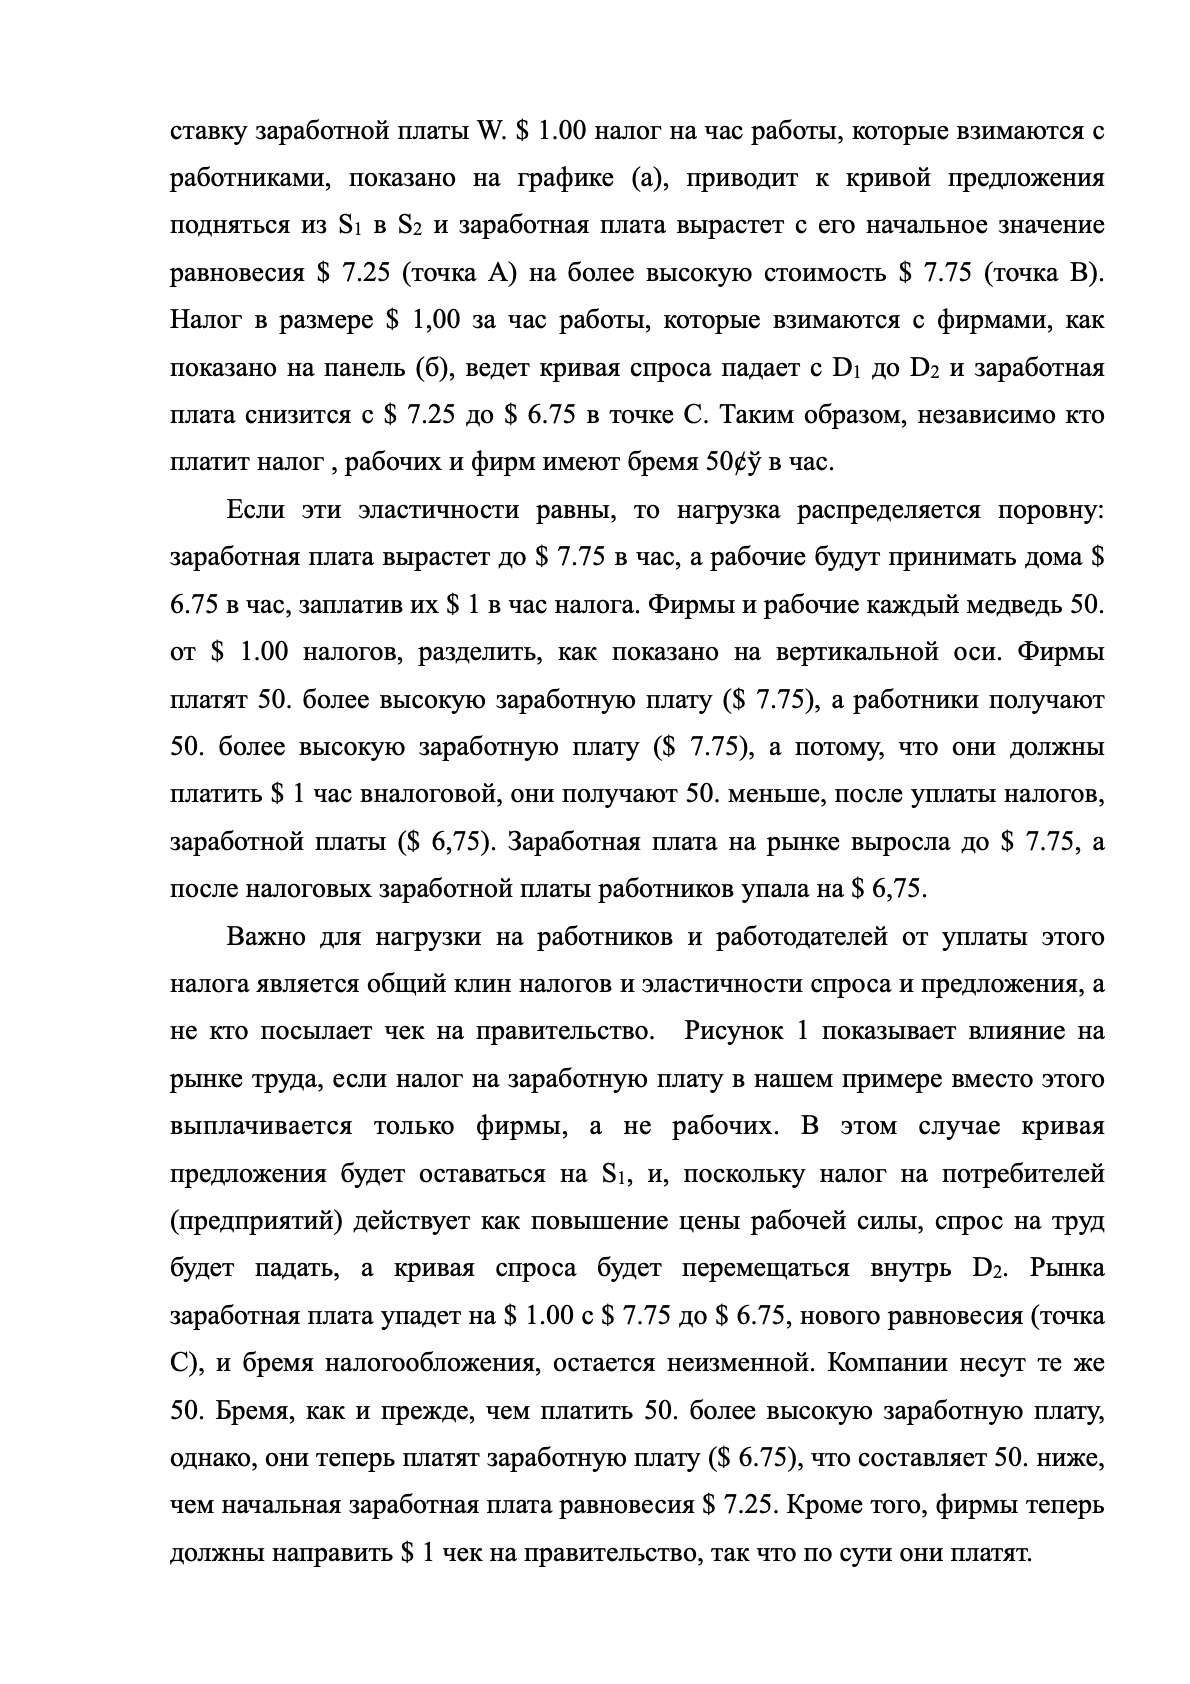 ставку заработной платы W. $ 1.00 налог на час работы, которые взимаются с
работниками, показано на графике (а), приводит к кривой предложения
подняться из S1 в S2 и заработная плата вырастет с его начальное значение
равновесия $ 7.25 (точка А) на более высокую стоимость $ 7.75 (точка В).
Налог в размере $ 1,00 за час работы, которые взимаются с фирмами, как
показано на панель (б), ведет кривая спроса падает с D1 до D2 и заработная
плата снизится с $ 7.25 до $ 6.75 в точке С. Таким образом, независимо кто
платит налог , рабочих и фирм имеют бремя 50¢ў в час.
Если эти эластичности равны, то нагрузка распределяется поровну:
заработная плата вырастет до $ 7.75 в час, а рабочие будут принимать дома $
6.75 в час, заплатив их $ 1 в час налога. Фирмы и рабочие каждый медведь 50.
от $ 1.00 налогов, разделить, как показано на вертикальной оси. Фирмы
платят 50. более высокую заработную плату ($ 7.75), а работники получают
50. более высокую заработную плату ($ 7.75), а потому, что они должны
платить $ 1 час вналоговой, они получают 50. меньше, после уплаты налогов,
заработной платы ($ 6,75). Заработная плата на рынке выросла до $ 7.75, а
после налоговых заработной платы работников упала на $ 6,75.
Важно для нагрузки на работников и работодателей от уплаты этого
налога является общий клин налогов и эластичности спроса и предложения, а
не кто посылает чек на правительство.  Рисунок 1 показывает влияние на
рынке труда, если налог на заработную плату в нашем примере вместо этого
выплачивается только фирмы, а не рабочих. В этом случае кривая
предложения будет оставаться на S1, и, поскольку налог на потребителей
(предприятий) действует как повышение цены рабочей силы, спрос на труд
будет падать, а кривая спроса будет перемещаться внутрь D2. Рынка
заработная плата упадет на $ 1.00 с $ 7.75 до $ 6.75, нового равновесия (точка
С), и бремя налогообложения, остается неизменной. Компании несут те же
50. Бремя, как и прежде, чем платить 50. более высокую заработную плату,
однако, они теперь платят заработную плату ($ 6.75), что составляет 50. ниже,
чем начальная заработная плата равновесия $ 7.25. Кроме того, фирмы теперь
должны направить $ 1 чек на правительство, так что по сути они платят.